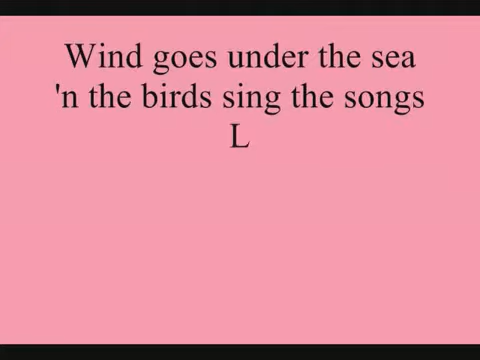 Wind goes under the sea
'n the birds sing the songs
L